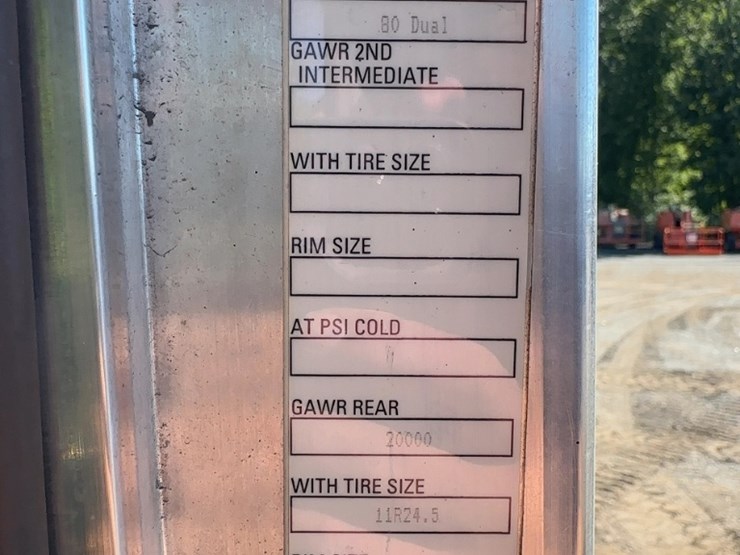 80 Dual
GAWR 2ND
INTERMEDIATE
WITH TIRE SIZE
RIM SIZE
AT PSI COLD
GAWR REAR
20000
WITH TIRE SIZE
11R24.5